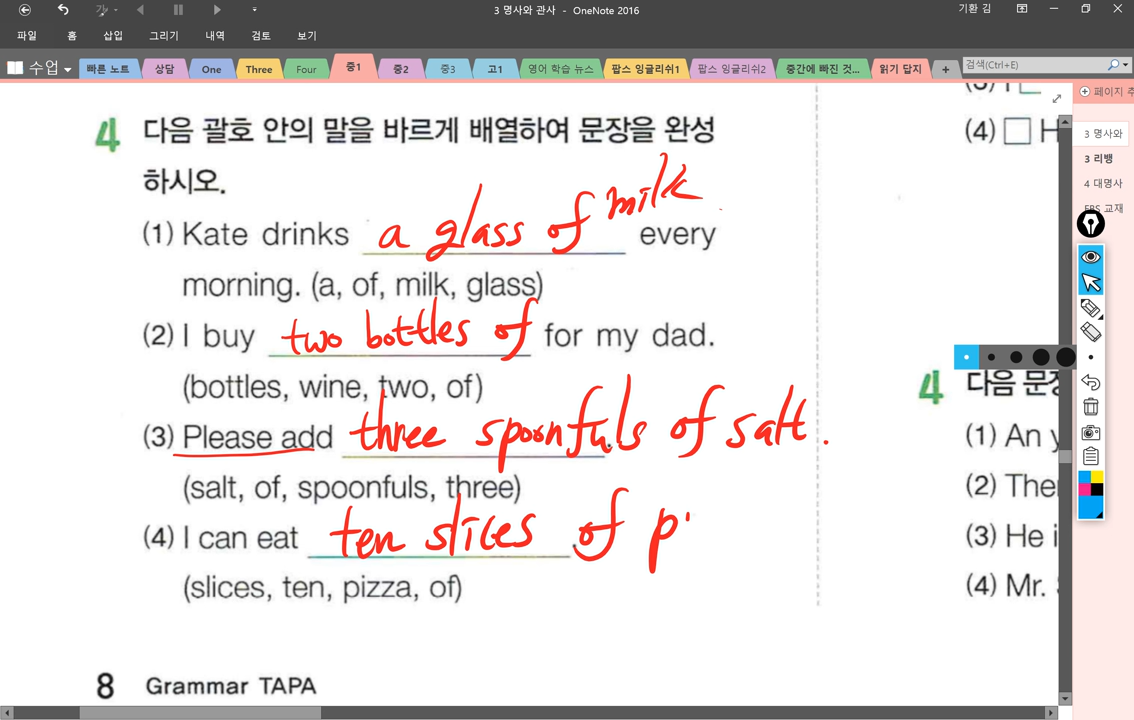 3 명사와 관사 - OneNote 2016
기환 김
파일 홈 삽입 그리기 내역 검토 보기
수업 빠른 노트 상담 One Three Four 중1 중2 중3 고1 영어 학습 뉴스 팝스 잉글리쉬1 팝스 잉글리쉬2 중간에 빠진 것... 읽기 답지 + 검색(Ctrl+E)
페이지 추
3 명사와
3 리뱅
4 대명사
EBS 교재
4 다음 괄호 안의 말을 바르게 배열하여 문장을 완성
하시오.
(1) Kate drinks a glass of milk every
morning. (a, of, milk, glass)
(2) I buy two bottles of for my dad.
(bottles, wine, two, of)
(3) Please add three spoonfuls of salt.
(salt, of, spoonfuls, three)
(4) I can eat ten slices of p
(slices, ten, pizza, of)
8 Grammar TAPA
(4) H
4 다음 문장
(1) An y
(2) The
(3) He i
(4) Mr.